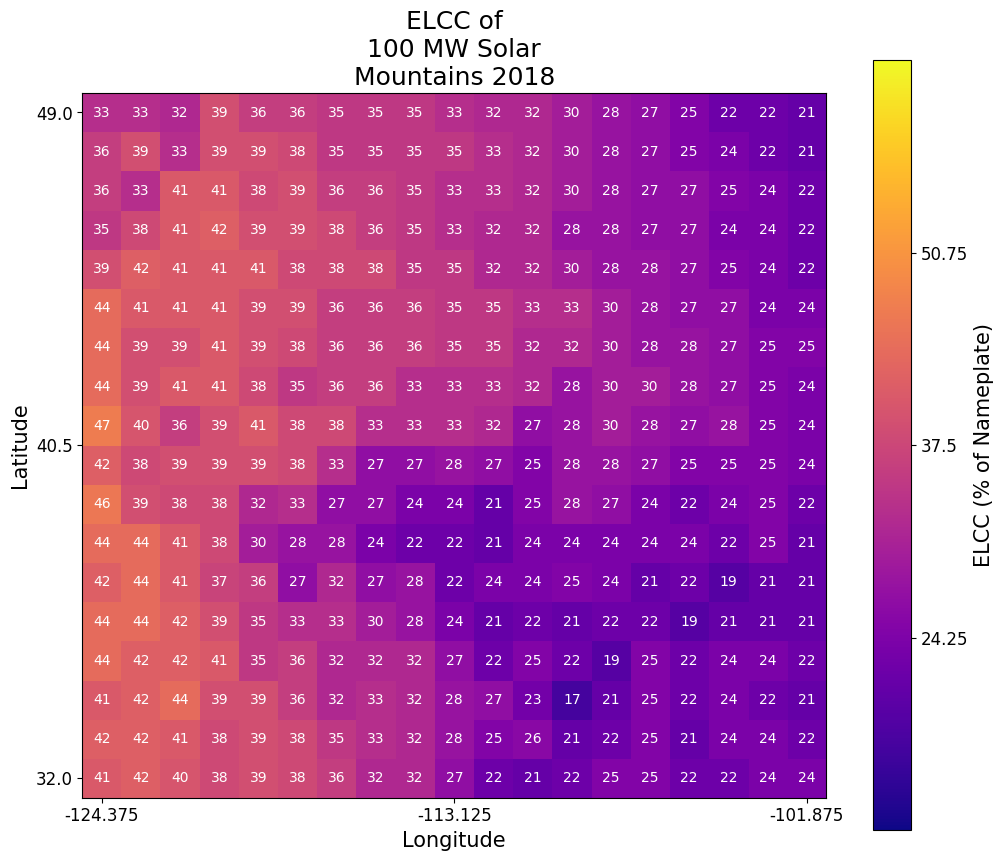 ELCC of
100 MW Solar
Mountains 2018
49.0 33 33 32 39 36 36 35 35 35 33 32 32 30 28 27 25 22 22 21
36 39 33 39 39 38 35 35 35 35 33 32 30 28 27 25 24 22 21
36 33 41 41 38 39 36 36 35 33 33 32 30 28 27 27 25 24 22
35 38 41 42 39 39 38 36 35 33 32 32 28 28 27 27 24 24 22
39 42 41 41 41 38 38 38 35 35 32 32 30 28 28 27 25 24 22
50.75
44 41 41 41 39 39 36 36 36 35 35 33 33 30 28 27 27 24 24
44 39 39 41 39 38 36 36 36 35 35 32 32 30 28 28 27 25 25
44 39 41 41 38 35 36 36 33 33 33 32 28 30 30 28 27 25 24
47 40 36 39 41 38 38 33 33 33 32 27 28 30 28 27 28 25 24
40.5
37.5
42 38 39 39 39 38 33 27 27 28 27 25 28 28 27 25 25 25 24
46 39 38 38 32 33 27 27 24 24 21 25 28 27 24 22 24 25 22
44 44 41 38 30 28 28 24 22 22 21 24 24 24 24 24 22 25 21
42 44 41 37 36 27 32 27 28 22 24 24 25 24 21 22 19 21 21
44 44 42 39 35 33 33 30 28 24 21 22 21 22 22 19 21 21 21
24.25
44 42 42 41 35 36 32 32 32 27 22 25 22 19 25 22 24 24 22
41 42 44 39 39 36 32 33 32 28 27 23 17 21 25 22 24 22 21
42 42 41 38 39 38 35 33 32 28 25 26 21 22 25 21 24 24 22
32.0 41 42 40 38 39 38 36 32 32 27 22 21 22 25 25 22 22 24 24
-124.375 -113.125 -101.875
Longitude
Latitude
ELCC (% of Nameplate)